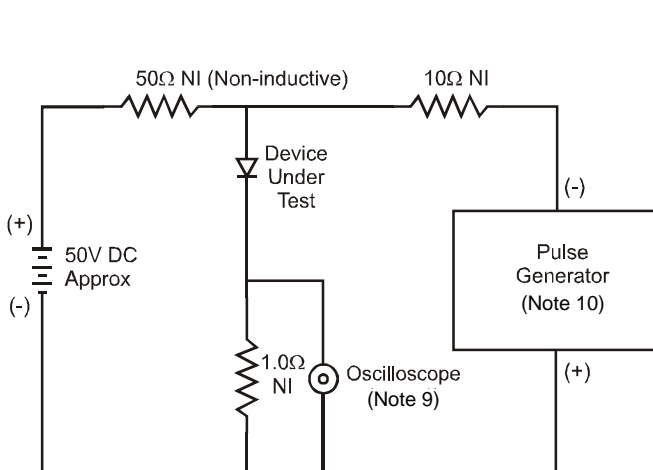 50Ω NI (Non-inductive)
10Ω NI
Device
Under
Test
(-)
(+)
50V DC
Approx
(-)
Pulse
Generator
(Note 10)
1.0Ω
NI
Oscilloscope
(Note 9)
(+)